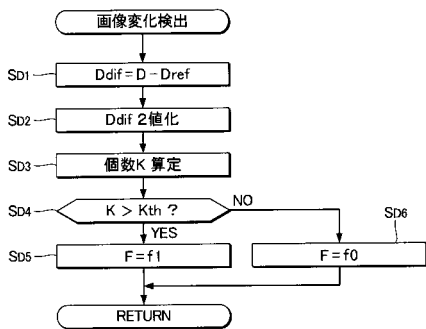 画像変化検出
SD1 Ddif=D-Dref
SD2 Ddif 2値化
SD3 個数K 算定
SD4 K > Kth ? NO
YES
SD6
SD5 F=f1 F=f0
RETURN